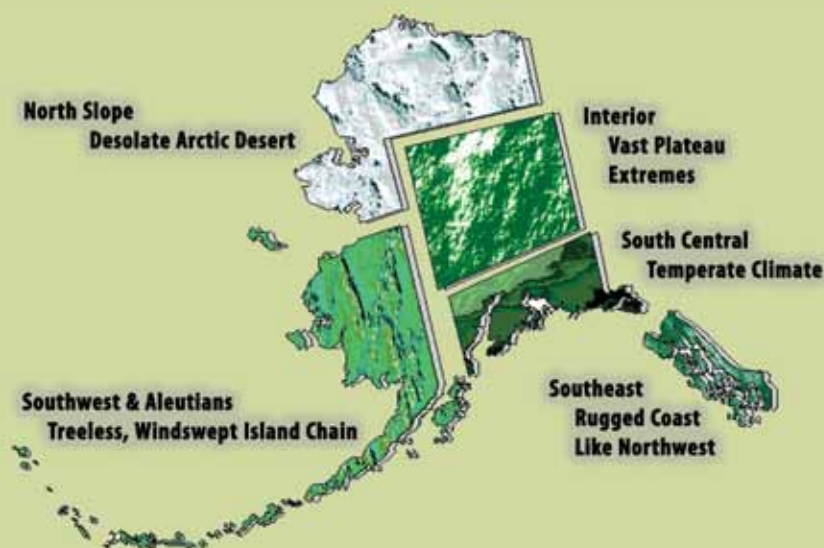 North Slope
Desolate Arctic Desert
Interior
Vast Plateau
Extremes
South Central
Temperate Climate
Southwest & Aleutians
Treeless, Windswept Island Chain
Southeast
Rugged Coast
Like Northwest